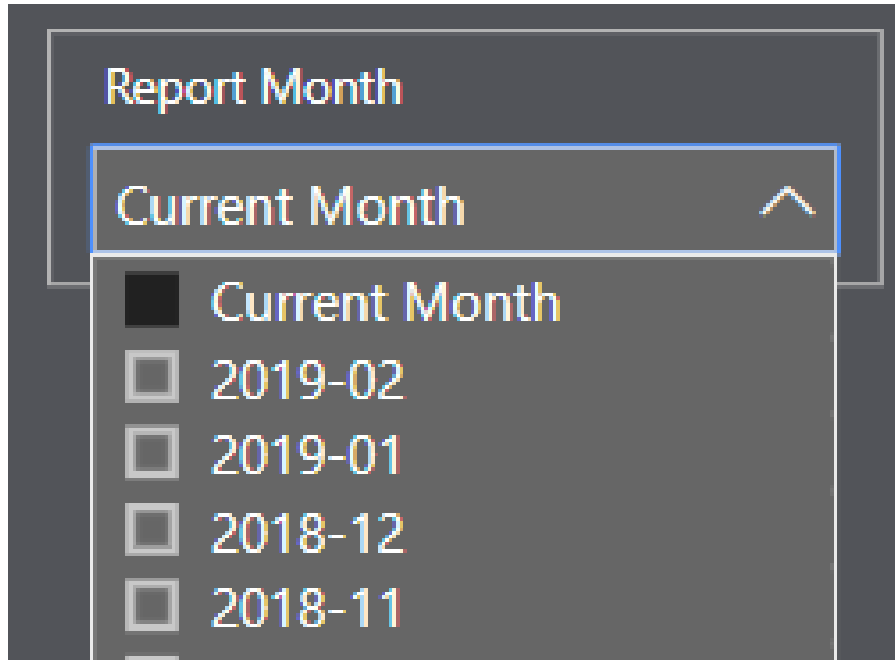 Report Month
Current Month
Current Month
2019-02
2019-01
2018-12
2018-11